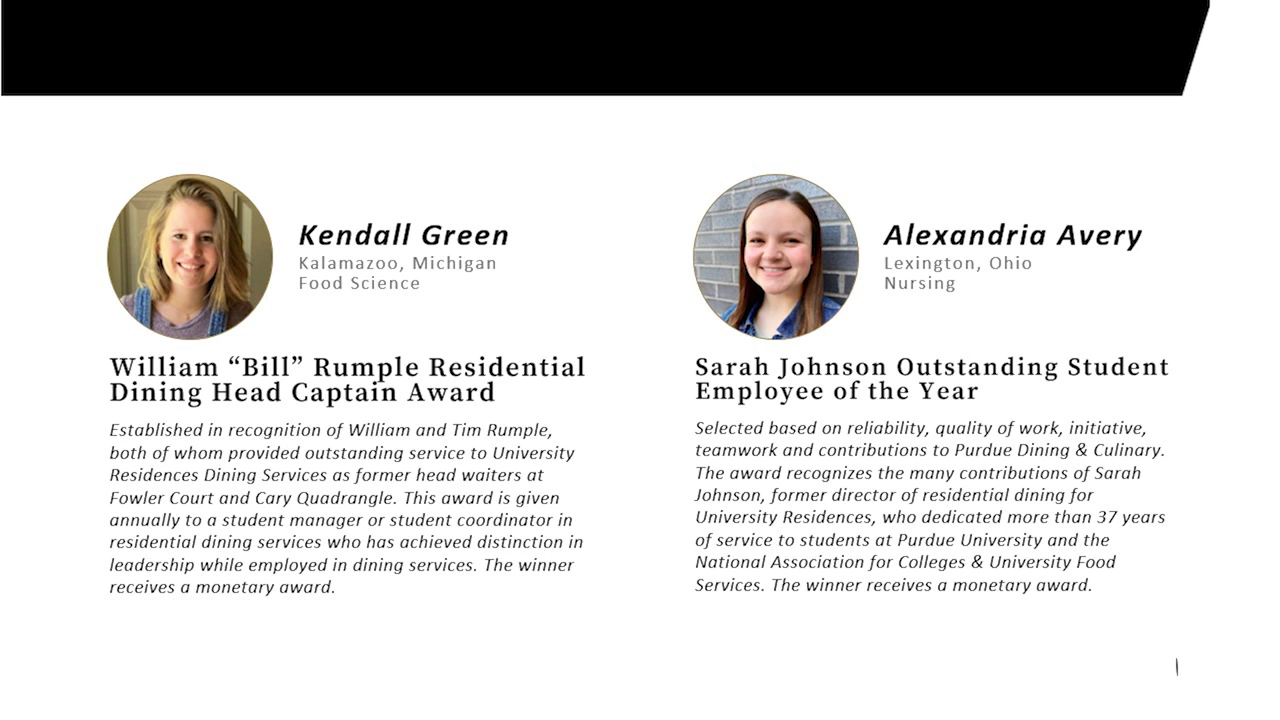 Kendall Green
Kalamazoo, Michigan
Food Science
William “Bill” Rumple Residential
Dining Head Captain Award
Established in recognition of William and Tim Rumple,
both of whom provided outstanding service to University
Residences Dining Services as former head waiters at
Fowler Court and Cary Quadrangle. This award is given
annually to a student manager or student coordinator in
residential dining services who has achieved distinction in
leadership while employed in dining services. The winner
receives a monetary award.
Alexandria Avery
Lexington, Ohio
Nursing
Sarah Johnson Outstanding Student
Employee of the Year
Selected based on reliability, quality of work, initiative,
teamwork and contributions to Purdue Dining & Culinary.
The award recognizes the many contributions of Sarah
Johnson, former director of residential dining for
University Residences, who dedicated more than 37 years
of service to students at Purdue University and the
National Association for Colleges & University Food
Services. The winner receives a monetary award.